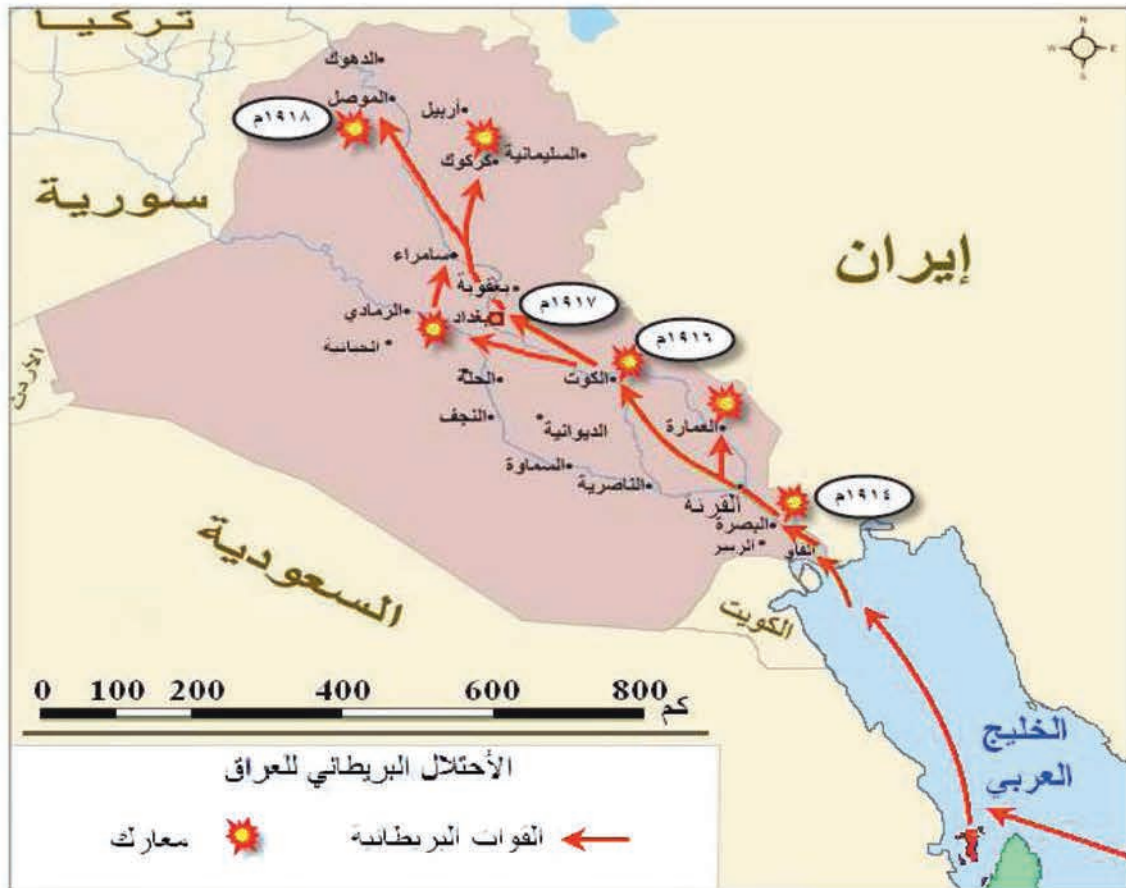 تركيا
N
W
E
S
الدهوك
الموصل
أربيل
١٩١٨م
كركوك
السليمانية
سورية
إيران
سامراء
بعقوبة
١٩١٧م
الرمادي
بغداد
١٩١٦م
الحبانية
الأردن
الحلة
الكوت
النجف
الديوانية
العمارة
السماوة
الناصرية
القرنة
١٩١٤م
البصرة
الفاو
السعودية
الكويت
0 100 200 400 600 800 كم
الخليج
العربي
الأحتلال البريطاني للعراق
القوات البريطانية
معارك